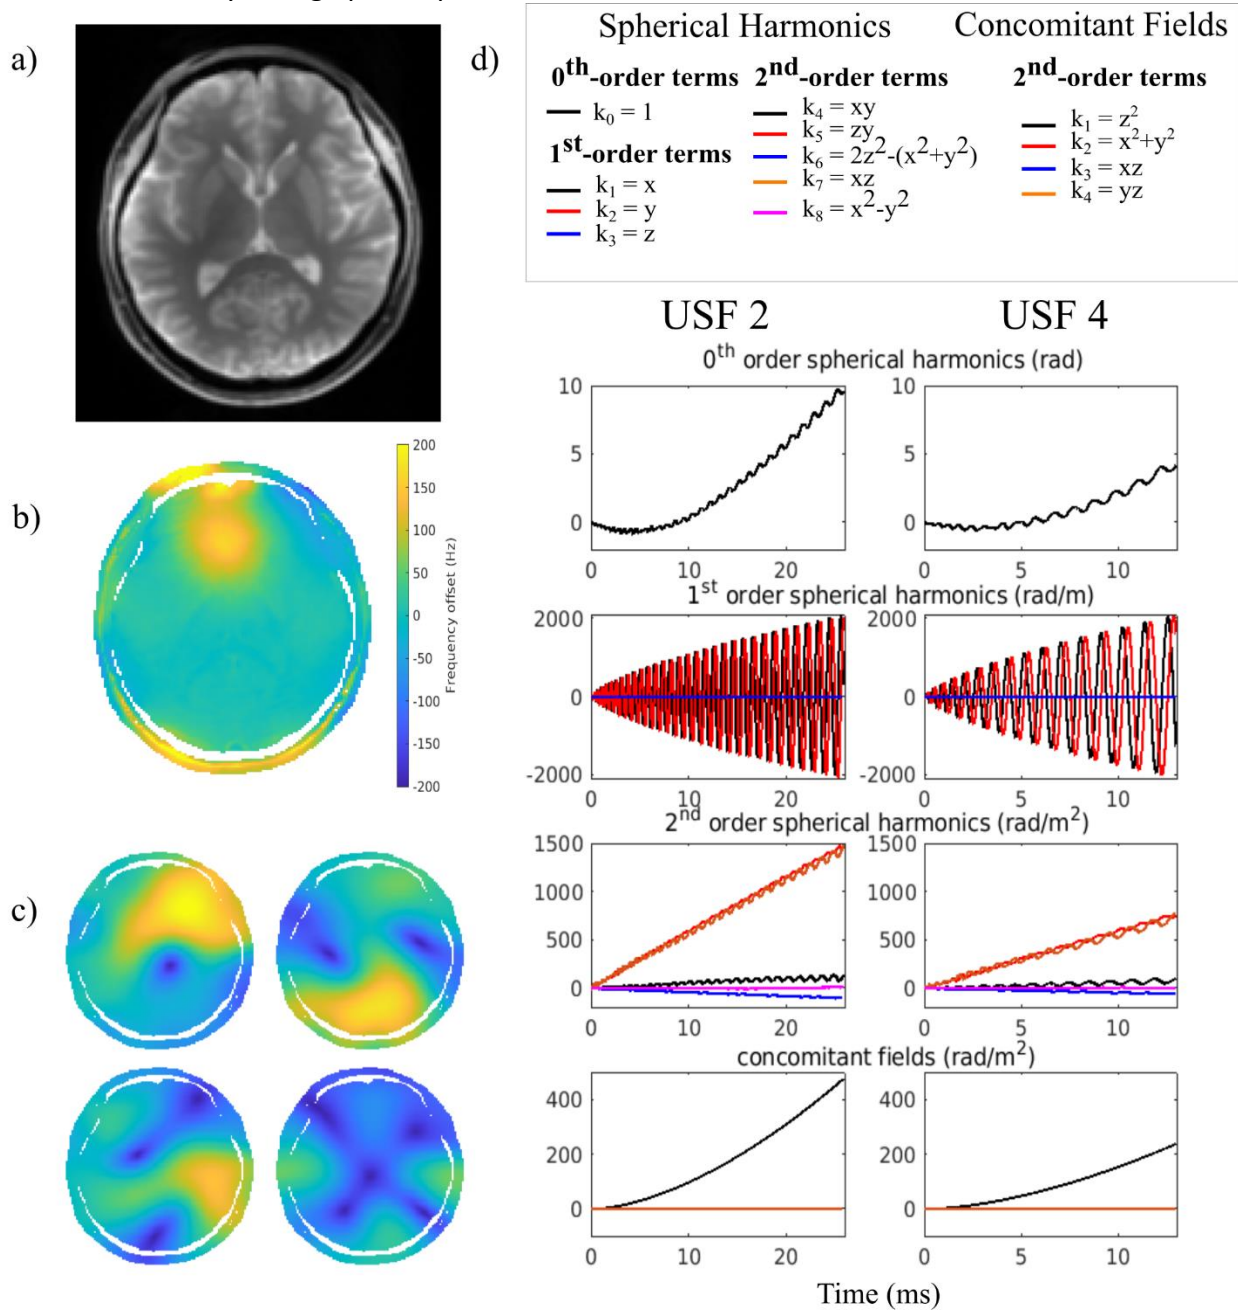 a)
b)
200
150
100
50
0
-50
-100
-150
-200
Frequency offset (Hz)
c)
d)
Spherical Harmonics
Concomitant Fields
0th-order terms
k0 = 1
1st-order terms
k1 = x
k2 = y
k3 = z
2nd-order terms
k4 = xy
k5 = zy
k6 = 2z²-(x²+y²)
k7 = xz
k8 = x²-y²
2nd-order terms
k1 = z²
k2 = x²+y²
k3 = xz
k4 = yz
USF 2
USF 4
0th order spherical harmonics (rad)
10
5
0
0 10 20
5
0
0 5 10
1st order spherical harmonics (rad/m)
2000
0
-2000
0 10 20
2000
0
-2000
0 5 10
2nd order spherical harmonics (rad/m²)
1500
1000
500
0
0 10 20
1500
1000
500
0
0 5 10
concomitant fields (rad/m²)
400
200
0
0 10 20
400
200
0
0 5 10
Time (ms)